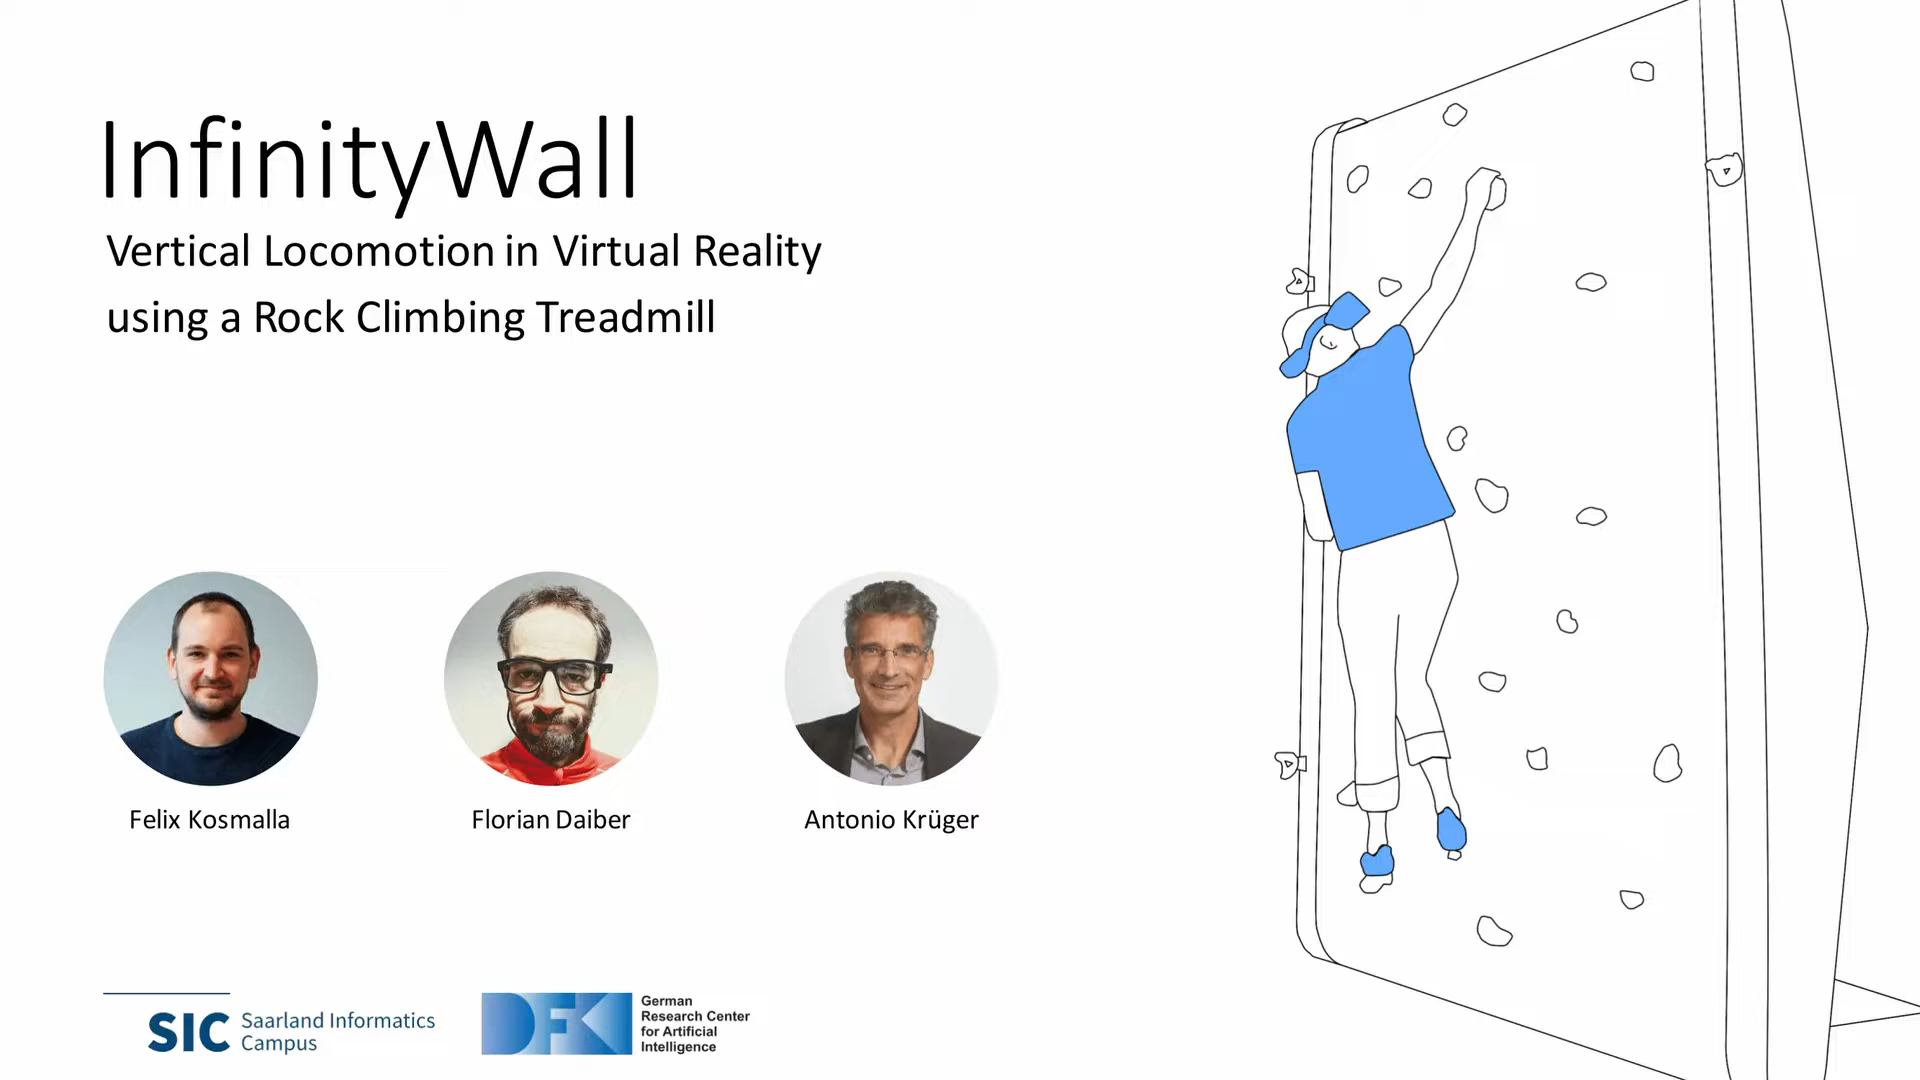 InfinityWall
Vertical Locomotion in Virtual Reality
using a Rock Climbing Treadmill
Felix Kosmalla
Florian Daiber
Antonio Krüger
SIC
Saarland Informatics
Campus
DFKI
German
Research Center
for Artificial
Intelligence